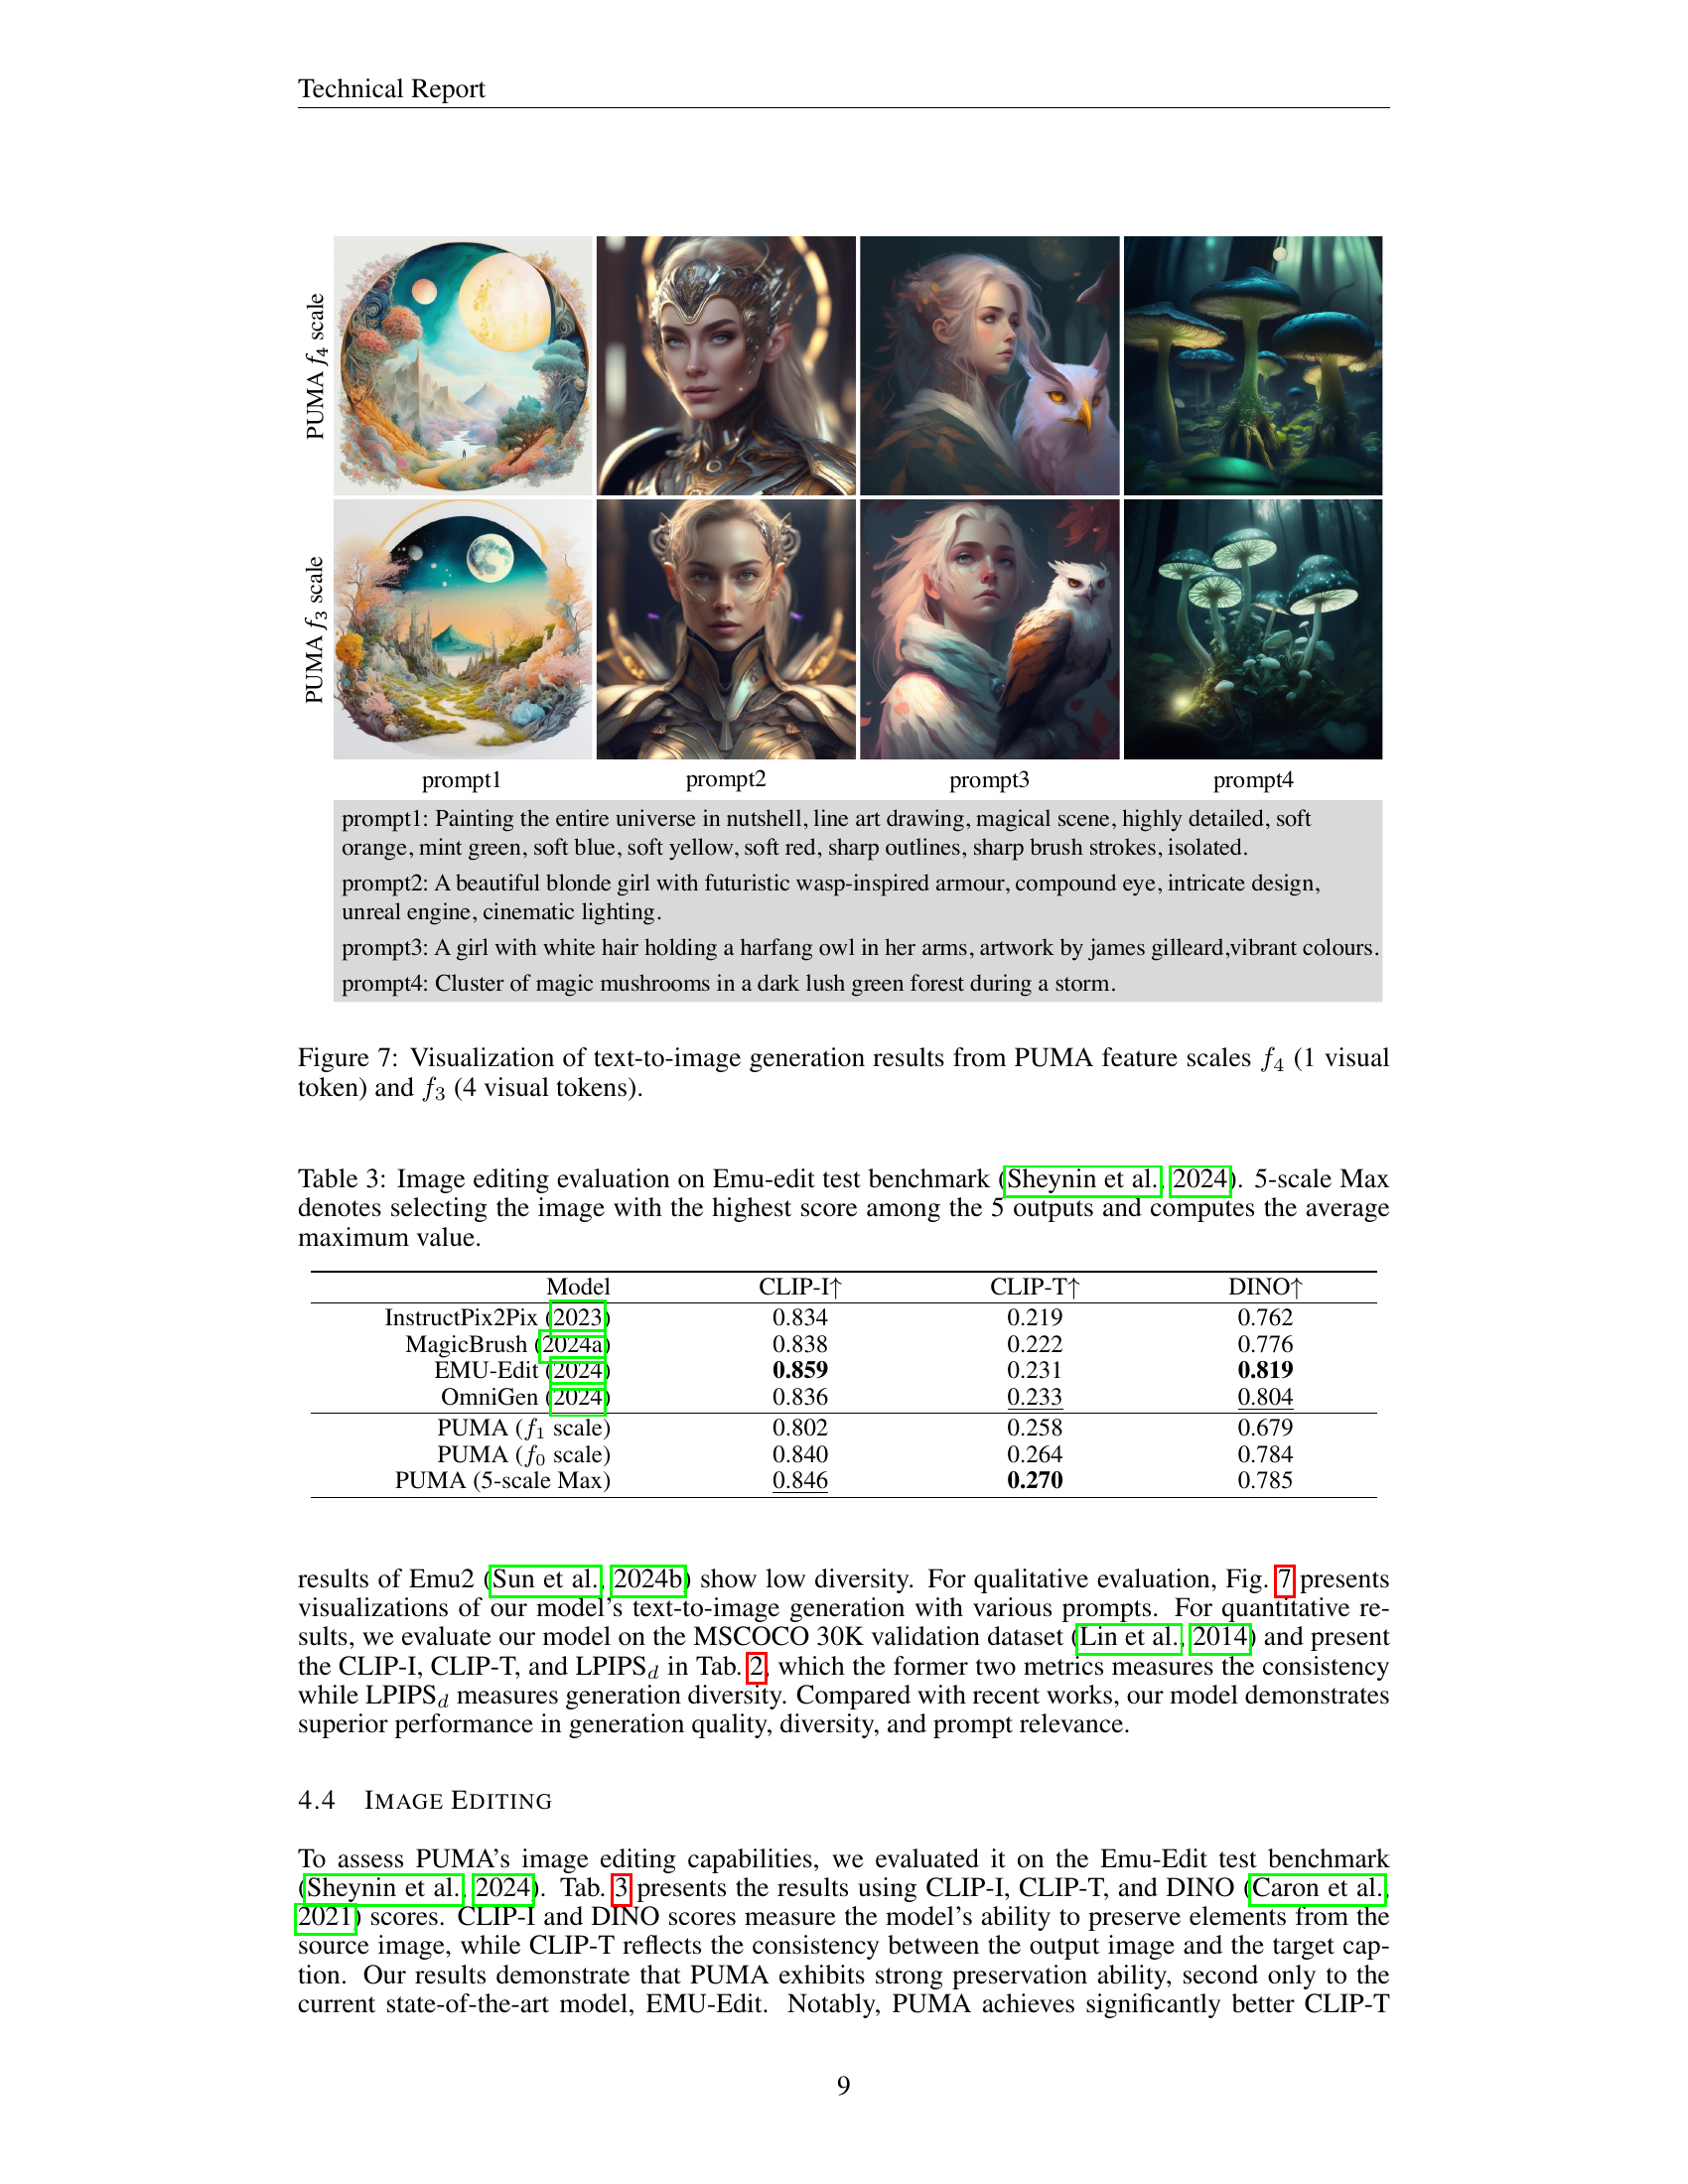 Technical Report
PUMA f4 scale
PUMA f3 scale
prompt1 prompt2 prompt3 prompt4
prompt1: Painting the entire universe in nutshell, line art drawing, magical scene, highly detailed, soft
orange, mint green, soft blue, soft yellow, soft red, sharp outlines, sharp brush strokes, isolated.
prompt2: A beautiful blonde girl with futuristic wasp-inspired armour, compound eye, intricate design,
unreal engine, cinematic lighting.
prompt3: A girl with white hair holding a harfang owl in her arms, artwork by james gilleard,vibrant colours.
prompt4: Cluster of magic mushrooms in a dark lush green forest during a storm.
Figure 7: Visualization of text-to-image generation results from PUMA feature scales f4 (1 visual
token) and f3 (4 visual tokens).
Table 3: Image editing evaluation on Emu-edit test benchmark (Sheynin et al., 2024). 5-scale Max
denotes selecting the image with the highest score among the 5 outputs and computes the average
maximum value.
Model CLIP-I↑ CLIP-T↑ DINO↑
InstructPix2Pix (2023) 0.834 0.219 0.762
MagicBrush (2024a) 0.838 0.222 0.776
EMU-Edit (2024) 0.859 0.231 0.819
OmniGen (2024) 0.836 0.233 0.804
PUMA (f1 scale) 0.802 0.258 0.679
PUMA (f0 scale) 0.840 0.264 0.784
PUMA (5-scale Max) 0.846 0.270 0.785
results of Emu2 (Sun et al., 2024b) show low diversity. For qualitative evaluation, Fig. 7 presents
visualizations of our model's text-to-image generation with various prompts. For quantitative re-
sults, we evaluate our model on the MSCOCO 30K validation dataset (Lin et al., 2014) and present
the CLIP-I, CLIP-T, and LPIPSd in Tab. 2, which the former two metrics measures the consistency
while LPIPSd measures generation diversity. Compared with recent works, our model demonstrates
superior performance in generation quality, diversity, and prompt relevance.
4.4 IMAGE EDITING
To assess PUMA's image editing capabilities, we evaluated it on the Emu-Edit test benchmark
(Sheynin et al., 2024). Tab. 3 presents the results using CLIP-I, CLIP-T, and DINO (Caron et al.,
2021) scores. CLIP-I and DINO scores measure the model's ability to preserve elements from the
source image, while CLIP-T reflects the consistency between the output image and the target cap-
tion. Our results demonstrate that PUMA exhibits strong preservation ability, second only to the
current state-of-the-art model, EMU-Edit. Notably, PUMA achieves significantly better CLIP-T
9